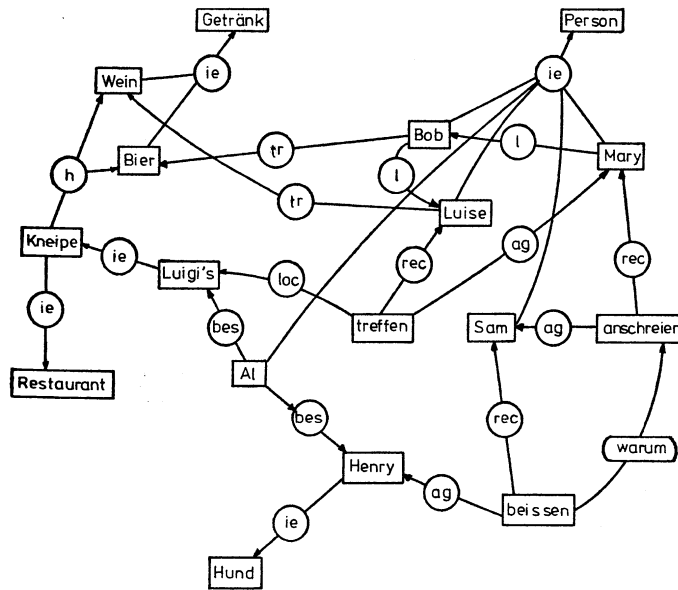 Getränk
Person
Wein
ie
ie
Bob
Bier
tr
l
Mary
h
l
tr
Luise
Kneipe
ie
Luigi's
loc
rec
ag
rec
ie
bes
treffen
Sam
ag
anschreien
Restaurant
Al
bes
rec
warum
Henry
ag
beissen
ie
Hund